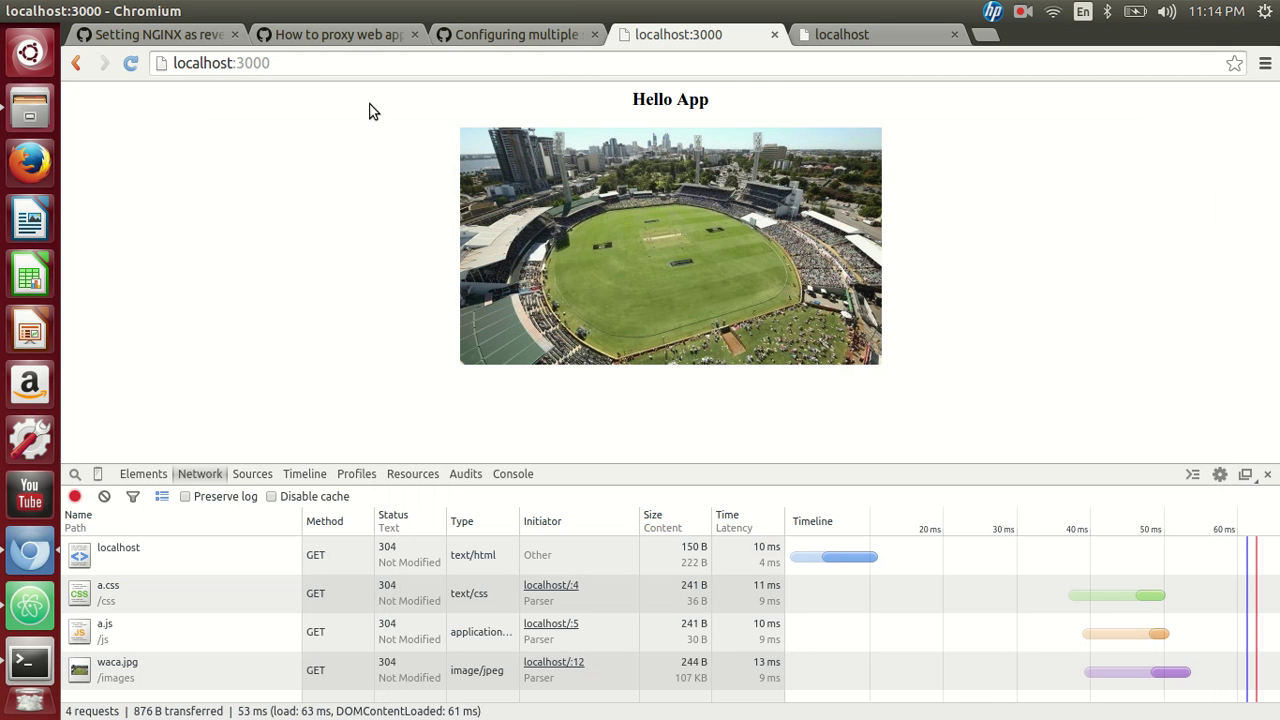 localhost:3000 - Chromium
En
11:14 PM
Setting NGINX as reve
How to proxy web app
Configuring multiple
localhost:3000
localhost
localhost:3000
Hello App
Elements Network Sources Timeline Profiles Resources Audits Console
Preserve log Disable cache
Name Path
Method
Status Text
Type
Initiator
Size Content
Time Latency
Timeline
20 ms 30 ms 40 ms 50 ms 60 ms
localhost GET 304 Not Modified text/html Other 150 B 222 B 10 ms 4 ms
a.css /css GET 304 Not Modified text/css localhost/:4 Parser 241 B 36 B 11 ms 9 ms
a.js /js GET 304 Not Modified application... localhost/:5 Parser 241 B 30 B 10 ms 9 ms
waca.jpg /images GET 304 Not Modified image/jpeg localhost/:12 Parser 244 B 107 KB 13 ms 9 ms
4 requests | 876 B transferred | 53 ms (load: 63 ms, DOMContentLoaded: 61 ms)
hp
a
You
Tube
CSS
JS